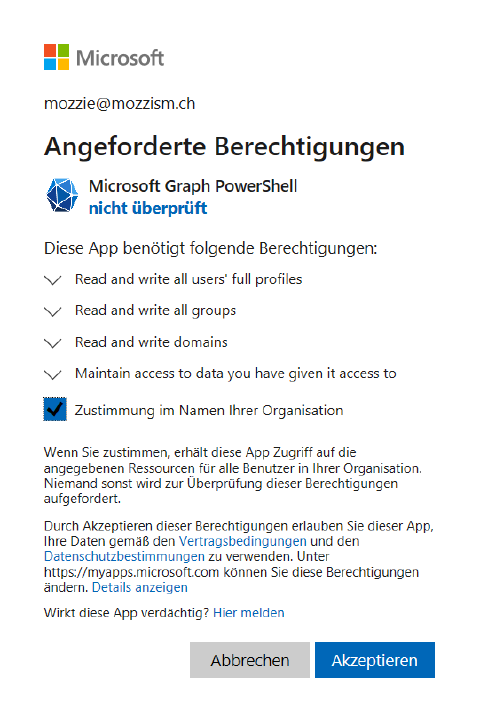 Microsoft
mozzie@mozzism.ch
Angeforderte Berechtigungen
Microsoft Graph PowerShell
nicht überprüft
Diese App benötigt folgende Berechtigungen:
Read and write all users' full profiles
Read and write all groups
Read and write domains
Maintain access to data you have given it access to
Zustimmung im Namen Ihrer Organisation
Wenn Sie zustimmen, erhält diese App Zugriff auf die
angegebenen Ressourcen für alle Benutzer in Ihrer Organisation.
Niemand sonst wird zur Überprüfung dieser Berechtigungen
aufgefordert.
Durch Akzeptieren dieser Berechtigungen erlauben Sie dieser App,
Ihre Daten gemäß den Vertragsbedingungen und den
Datenschutzbestimmungen zu verwenden. Unter
https://myapps.microsoft.com können Sie diese Berechtigungen
ändern. Details anzeigen
Wirkt diese App verdächtig? Hier melden
Abbrechen
Akzeptieren